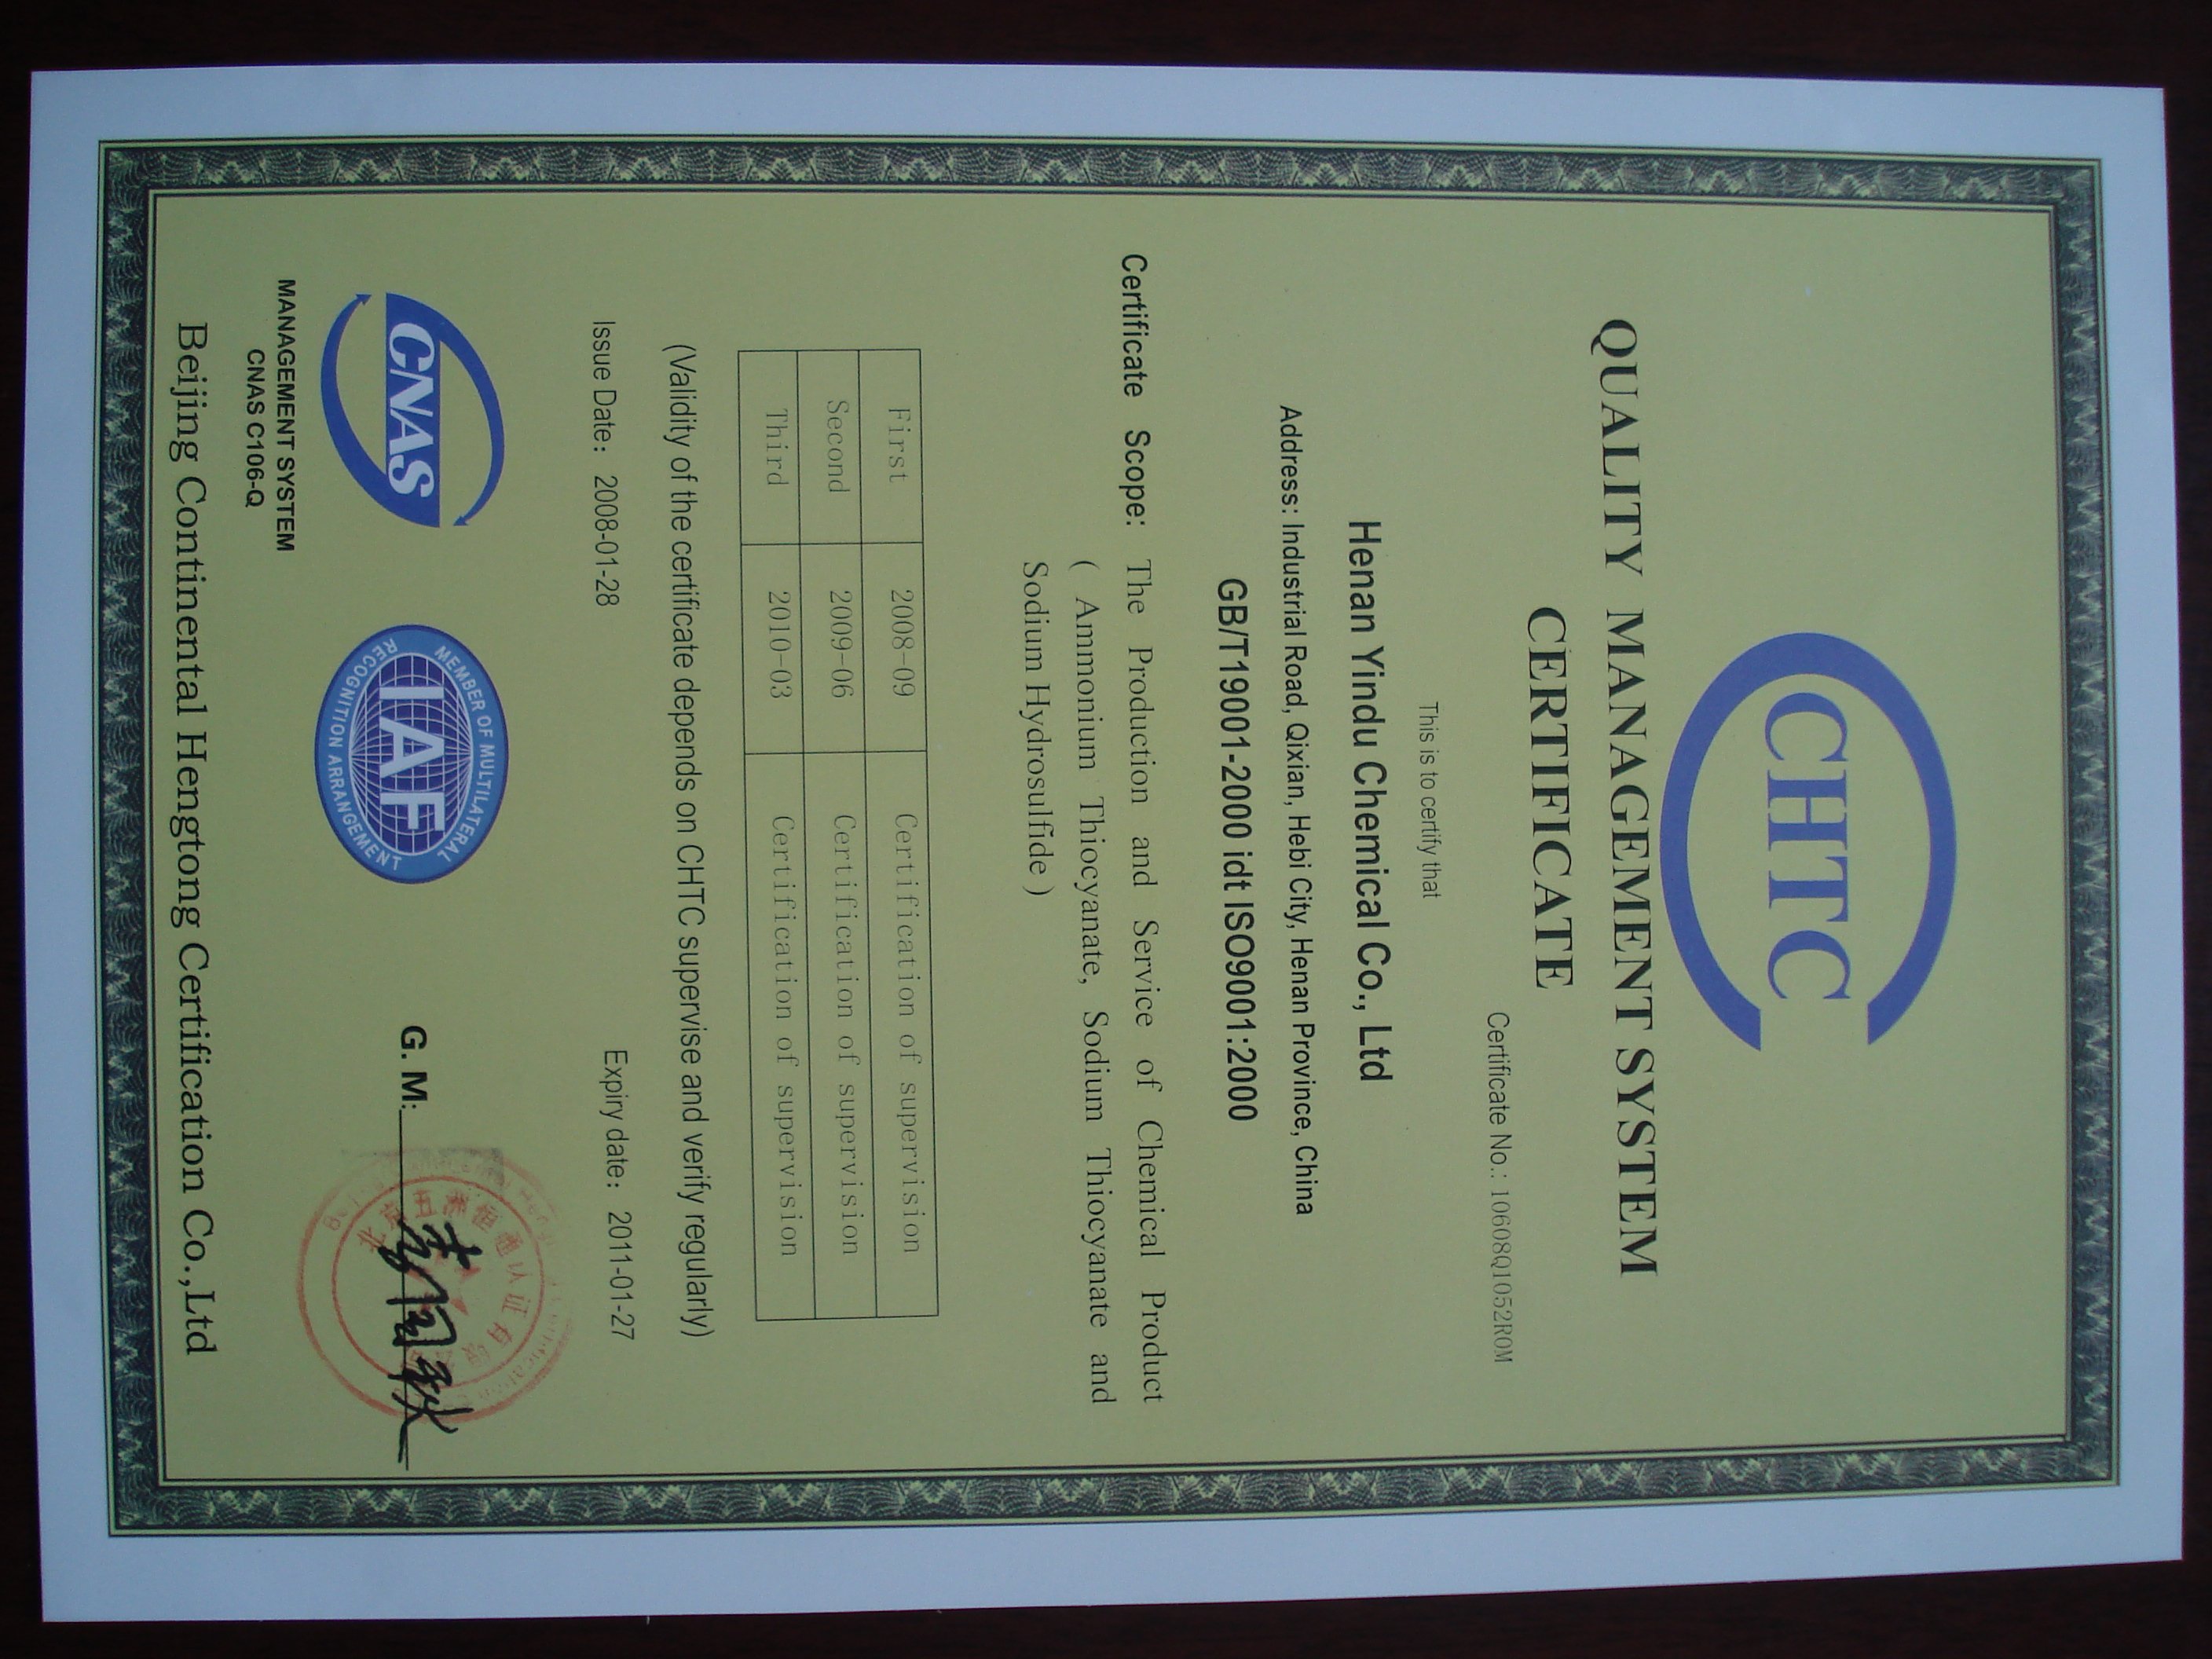 CHTC
QUALITY MANAGEMENT SYSTEM
CERTIFICATE
Certificate No.: 10608Q11052R0M
This is to certify that
Henan Yindu Chemical Co., Ltd
Address: Industrial Road, Qixian, Hebi City, Henan Province, China
GB/T19001-2000 idt ISO9001:2000
Certificate Scope: The Production and Service of Chemical Product
( Ammonium Thiocyanate, Sodium Thiocyanate and
Sodium Hydrosulfide )
First 2008-09 Certification of supervision
Second 2009-06 Certification of supervision
Third 2010-03 Certification of supervision
(Validity of the certificate depends on CHTC supervise and verify regularly)
Issue Date: 2008-01-28 Expiry date: 2011-01-27
CNAS
MANAGEMENT SYSTEM
CNAS C106-Q
MEMBER OF MULTILATERAL
IAF
RECOGNITION ARRANGEMENT
G. M:
Beijing Continental Hengtong Certification Co.,Ltd